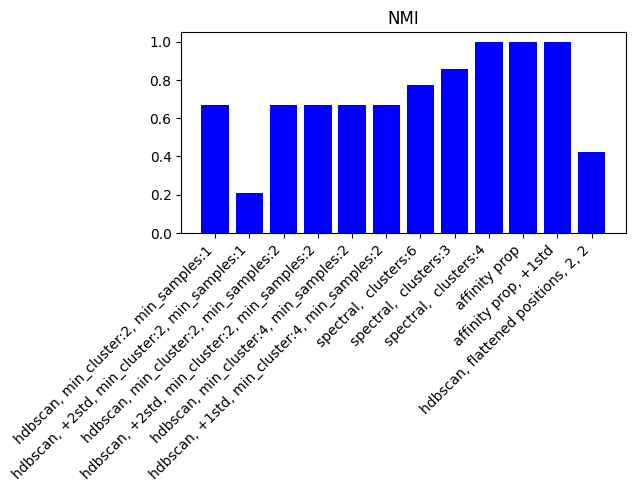 NMI
1.0
0.8
0.6
0.4
0.2
0.0
hdbscan, min_cluster:2, min_samples:1
hdbscan, +2std, min_cluster:2, min_samples:1
hdbscan, min_cluster:2, min_samples:2
hdbscan, +2std, min_cluster:2, min_samples:2
hdbscan, min_cluster:4, min_samples:2
hdbscan, +1std, min_cluster:4, min_samples:2
spectral,  clusters:6
spectral,  clusters:3
spectral,  clusters:4
affinity prop
affinity prop, +1std
hdbscan, flattened positions, 2, 2